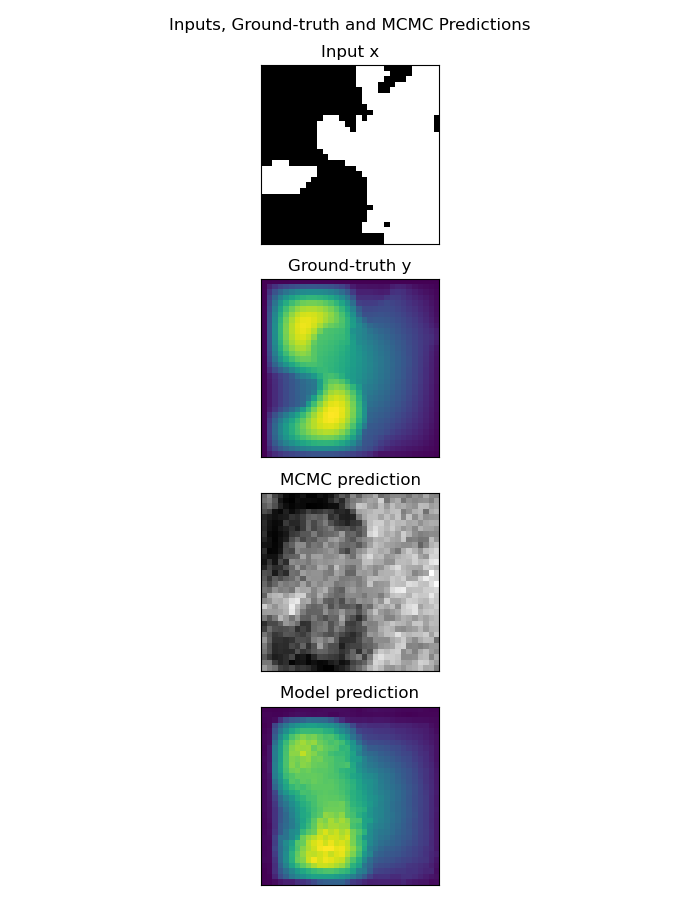 Inputs, Ground-truth and MCMC Predictions
Input x
Ground-truth y
MCMC prediction
Model prediction